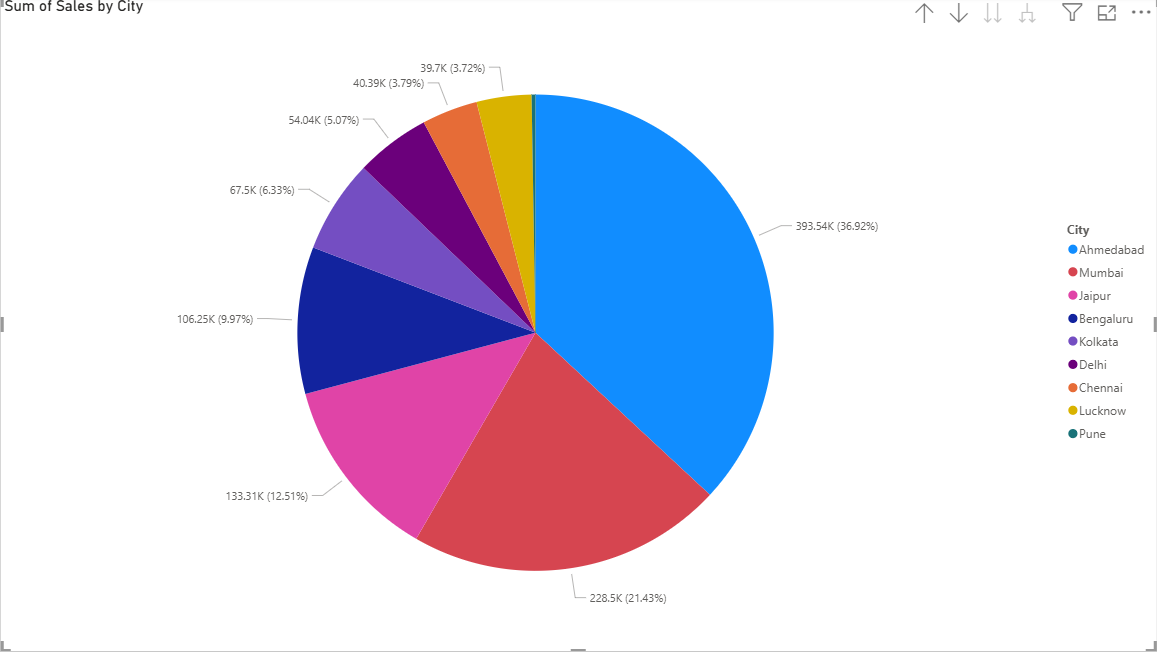 Sum of Sales by City
39.7K (3.72%)
40.39K (3.79%)
54.04K (5.07%)
67.5K (6.33%)
393.54K (36.92%)
106.25K (9.97%)
133.31K (12.51%)
228.5K (21.43%)
City
Ahmedabad
Mumbai
Jaipur
Bengaluru
Kolkata
Delhi
Chennai
Lucknow
Pune